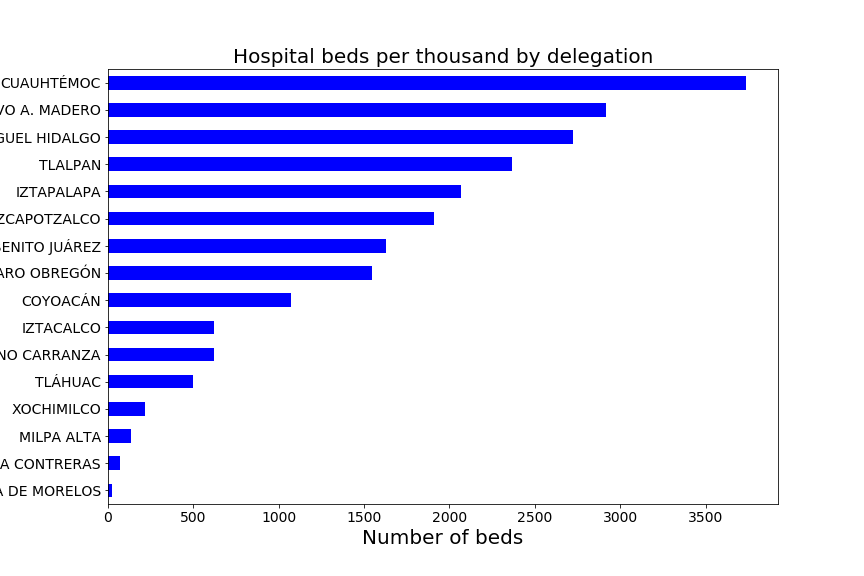 Hospital beds per thousand by delegation
CUAUHTÉMOC
VO A. MADERO
GUEL HIDALGO
TLALPAN
IZTAPALAPA
ZCAPOTZALCO
BENITO JUÁREZ
ARO OBREGÓN
COYOACÁN
IZTACALCO
NO CARRANZA
TLÁHUAC
XOCHIMILCO
MILPA ALTA
A CONTRERAS
A DE MORELOS
0 500 1000 1500 2000 2500 3000 3500
Number of beds